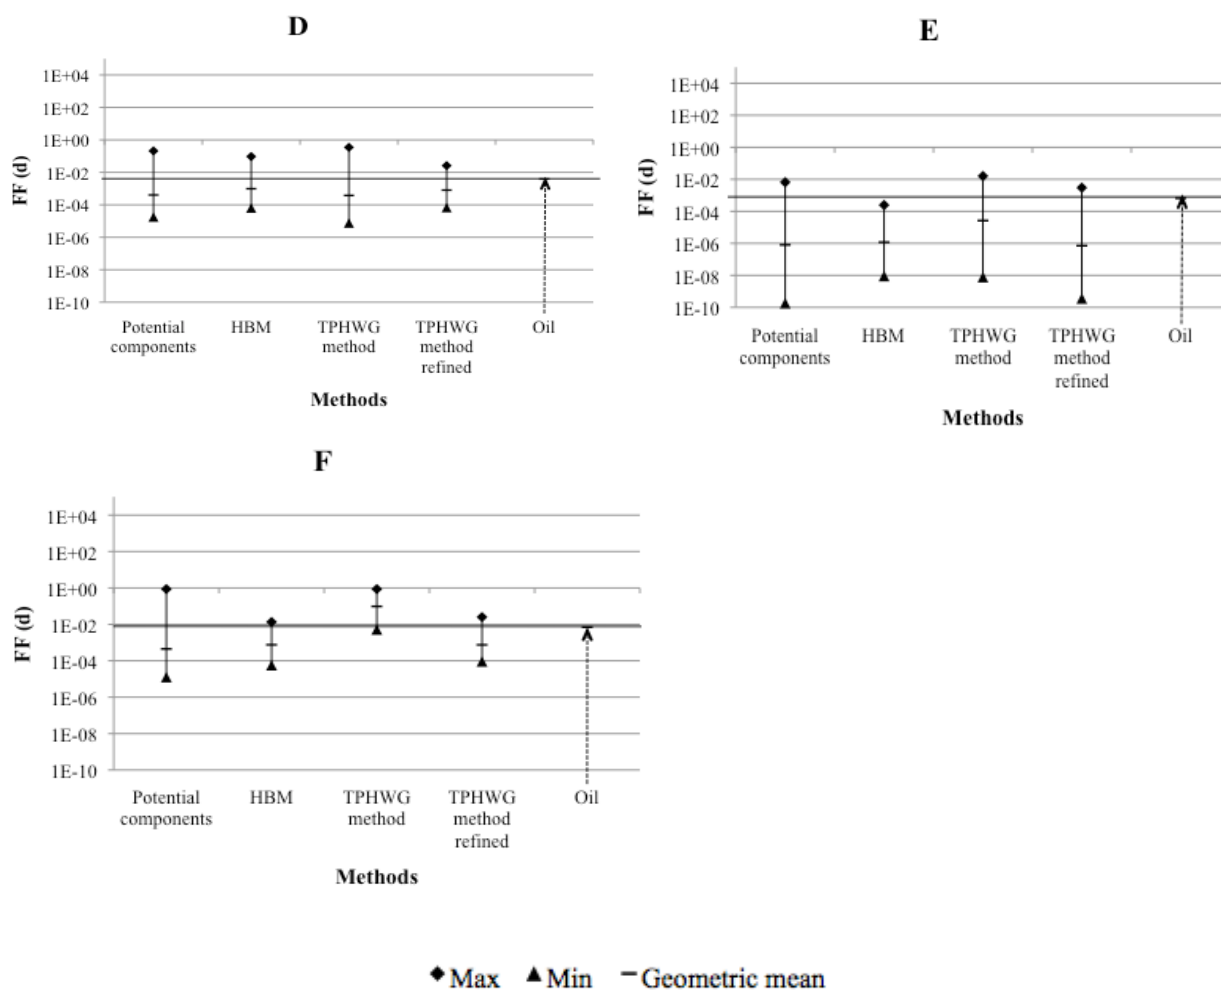 D
1E+04
1E+02
1E+00
1E-02
1E-04
1E-06
1E-08
1E-10
FF (d)
Potential components
HBM
TPHWG method
TPHWG method refined
Oil
Methods
E
1E+04
1E+02
1E+00
1E-02
1E-04
1E-06
1E-08
1E-10
FF (d)
Potential components
HBM
TPHWG method
TPHWG method refined
Oil
Methods
F
1E+04
1E+02
1E+00
1E-02
1E-04
1E-06
1E-08
1E-10
FF (d)
Potential components
HBM
TPHWG method
TPHWG method refined
Oil
Methods
Max Min Geometric mean